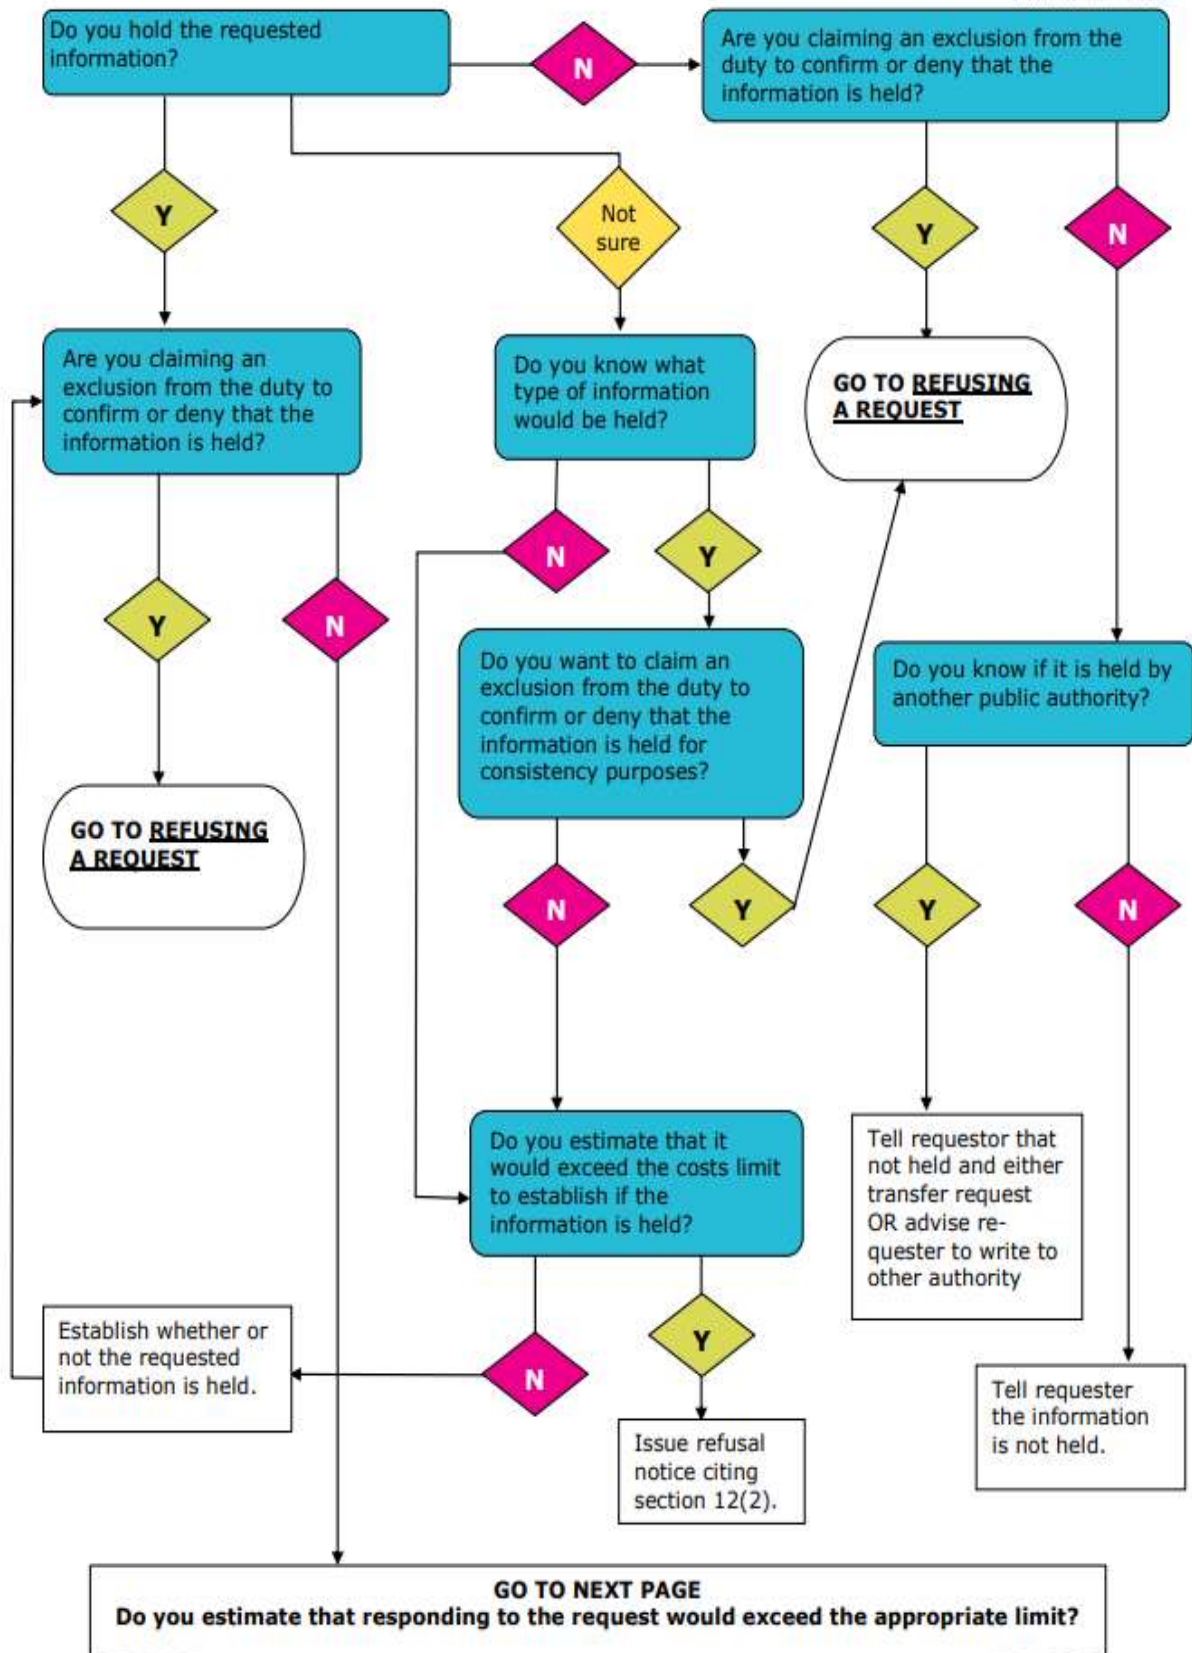 Do you hold the requested
information?
N
Are you claiming an exclusion from the
duty to confirm or deny that the
information is held?
Y
Not
sure
Y
N
Are you claiming an
exclusion from the duty to
confirm or deny that the
information is held?
Do you know what
type of information
would be held?
GO TO REFUSING
A REQUEST
N
Y
Y
N
Do you want to claim an
exclusion from the duty to
confirm or deny that the
information is held for
consistency purposes?
Do you know if it is held by
another public authority?
GO TO REFUSING
A REQUEST
N
Y
Y
N
Do you estimate that it
would exceed the costs limit
to establish if the
information is held?
Tell requestor that
not held and either
transfer request
OR advise re-
quester to write to
other authority
Establish whether or
not the requested
information is held.
N
Y
Issue refusal
notice citing
section 12(2).
Tell requester
the information
is not held.
GO TO NEXT PAGE
Do you estimate that responding to the request would exceed the appropriate limit?